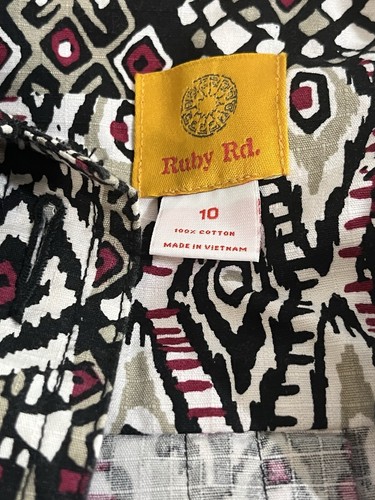 Ruby Rd.
10
100% COTTON
MADE IN VIETNAM